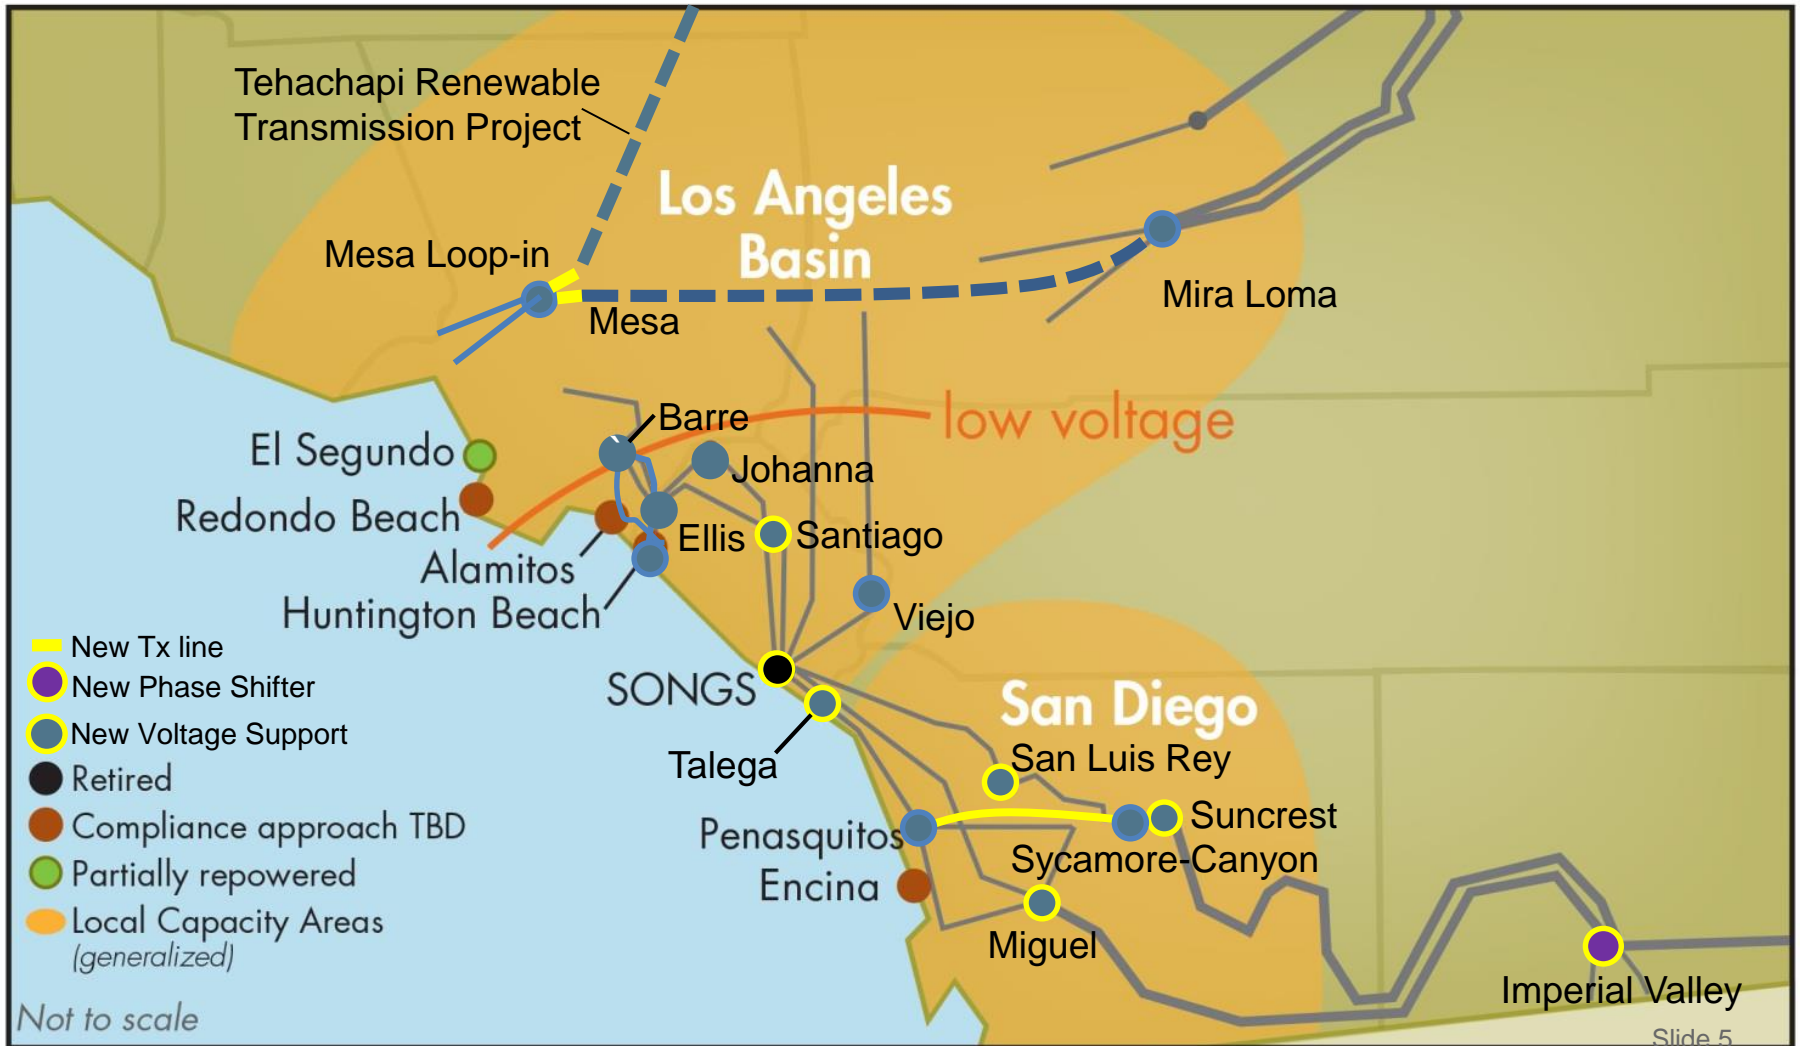 Tehachapi Renewable
Transmission Project
Los Angeles
Basin
Mesa Loop-in
Mesa
Mira Loma
Barre
low voltage
El Segundo
Johanna
Redondo Beach
Ellis
Santiago
Alamitos
Huntington Beach
Viejo
New Tx line
New Phase Shifter
New Voltage Support
Retired
Compliance approach TBD
Partially repowered
Local Capacity Areas
(generalized)
SONGS
San Diego
Talega
San Luis Rey
Suncrest
Penasquitos
Sycamore-Canyon
Encina
Miguel
Imperial Valley
Not to scale
Slide 5